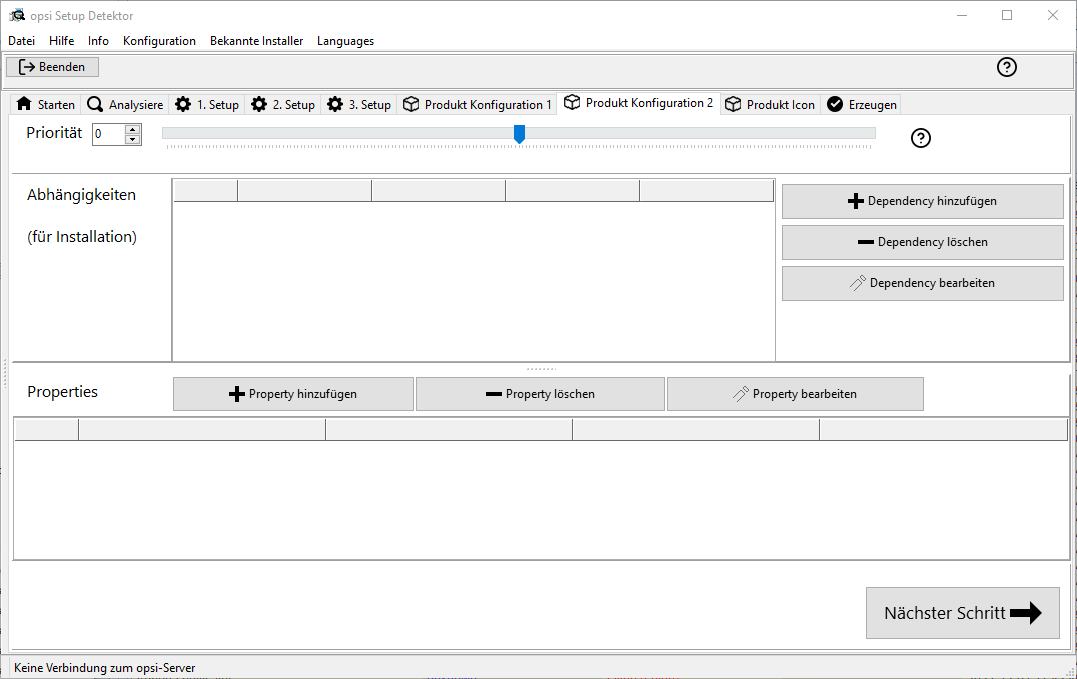 opsi Setup Detektor
Datei Hilfe Info Konfiguration Bekannte Installer Languages
Beenden
Starten Analysiere 1. Setup 2. Setup 3. Setup Produkt Konfiguration 1 Produkt Konfiguration 2 Produkt Icon Erzeugen
Priorität 0
Abhängigkeiten
(für Installation)
Dependency hinzufügen
Dependency löschen
Dependency bearbeiten
Properties Property hinzufügen Property löschen Property bearbeiten
Nächster Schritt
Keine Verbindung zum opsi-Server